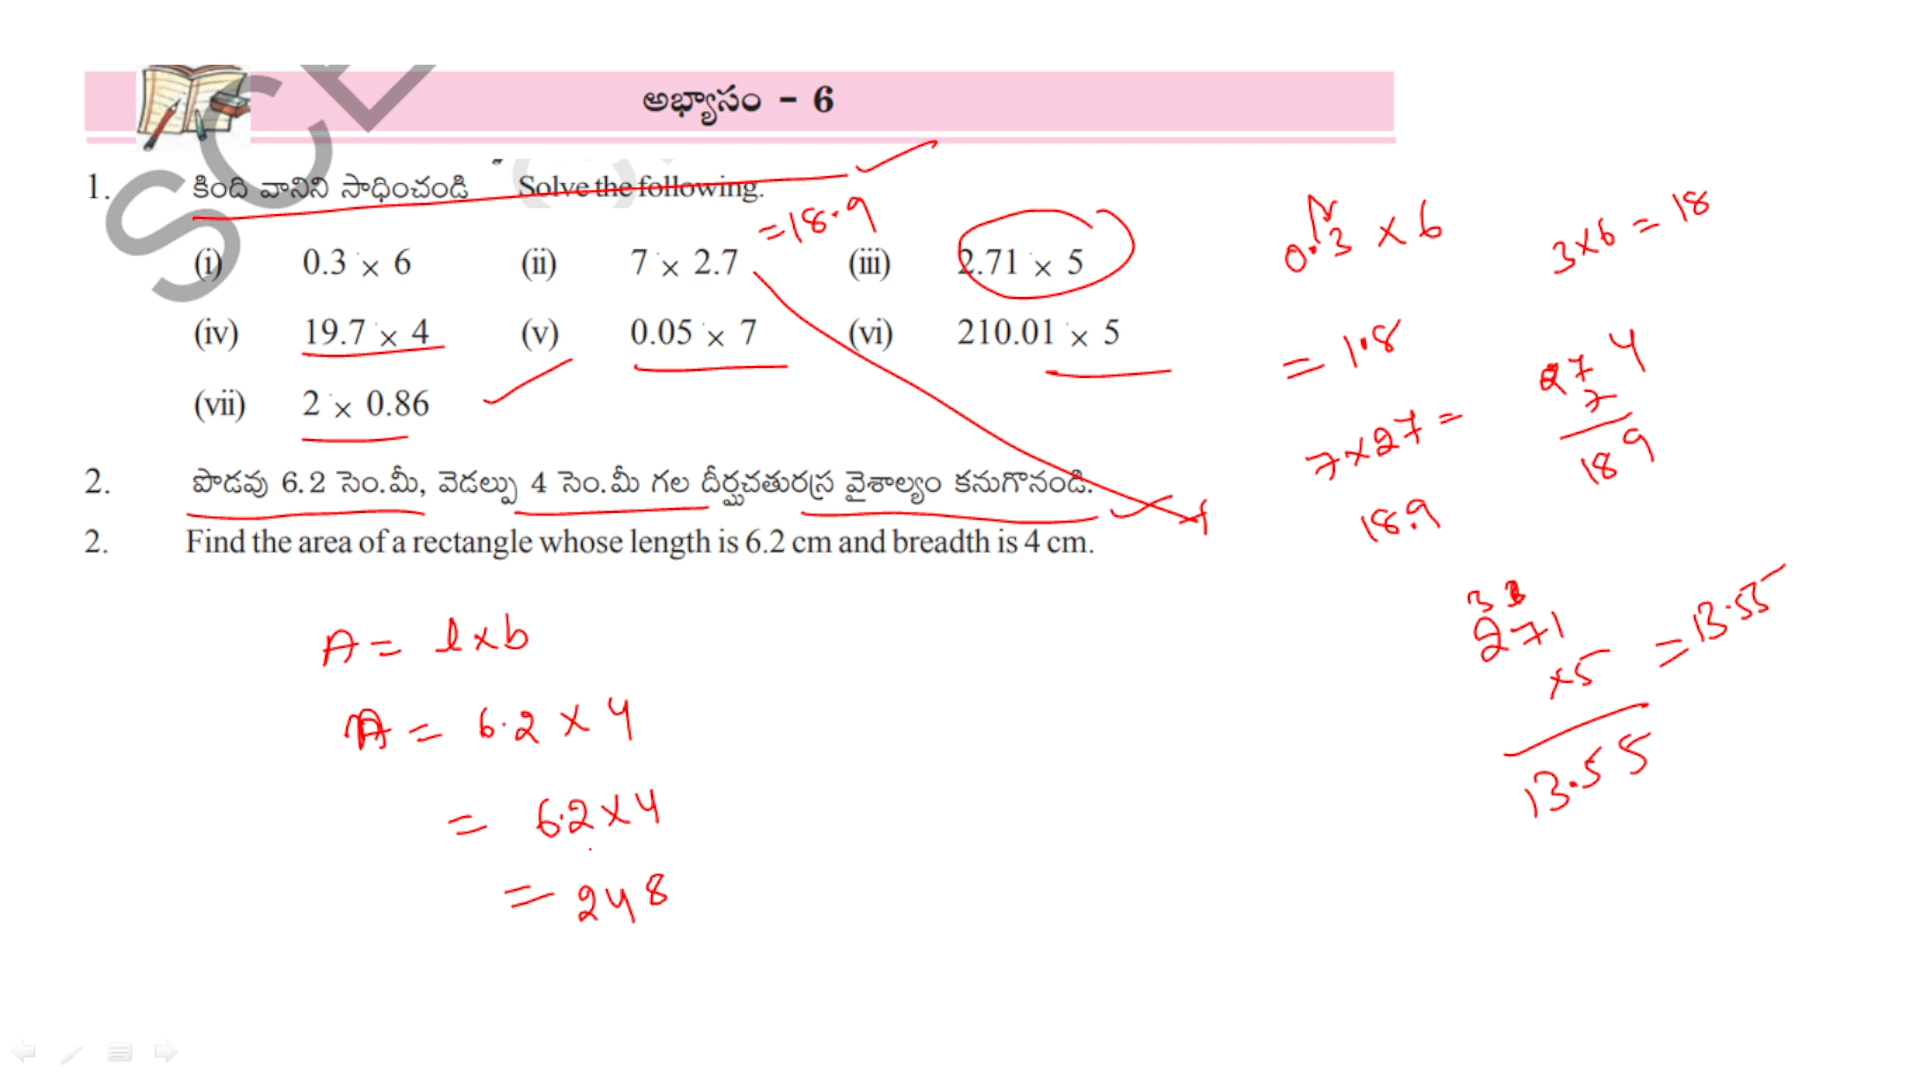 అభ్యాసం - 6
1. కింది వానిని సాధించండి Solve the following.
=18.9
(i) 0.3 × 6 (ii) 7 × 2.7 (iii) 2.71 × 5
(iv) 19.7 × 4 (v) 0.05 × 7 (vi) 210.01 × 5
(vii) 2 × 0.86
2. పొడవు 6.2 సెం.మీ, వెడల్పు 4 సెం.మీ గల దీర్ఘచతురస్ర వైశాల్యం కనుగొనండి.
2. Find the area of a rectangle whose length is 6.2 cm and breadth is 4 cm.
A = l×b
A = 6.2 × 4
= 6.2×4
= 248
0.3 × 6
3×6 = 18
= 1.8
7×27 =
18.9
4
27
7
189
3 3
271
×5
13.55
=13.55